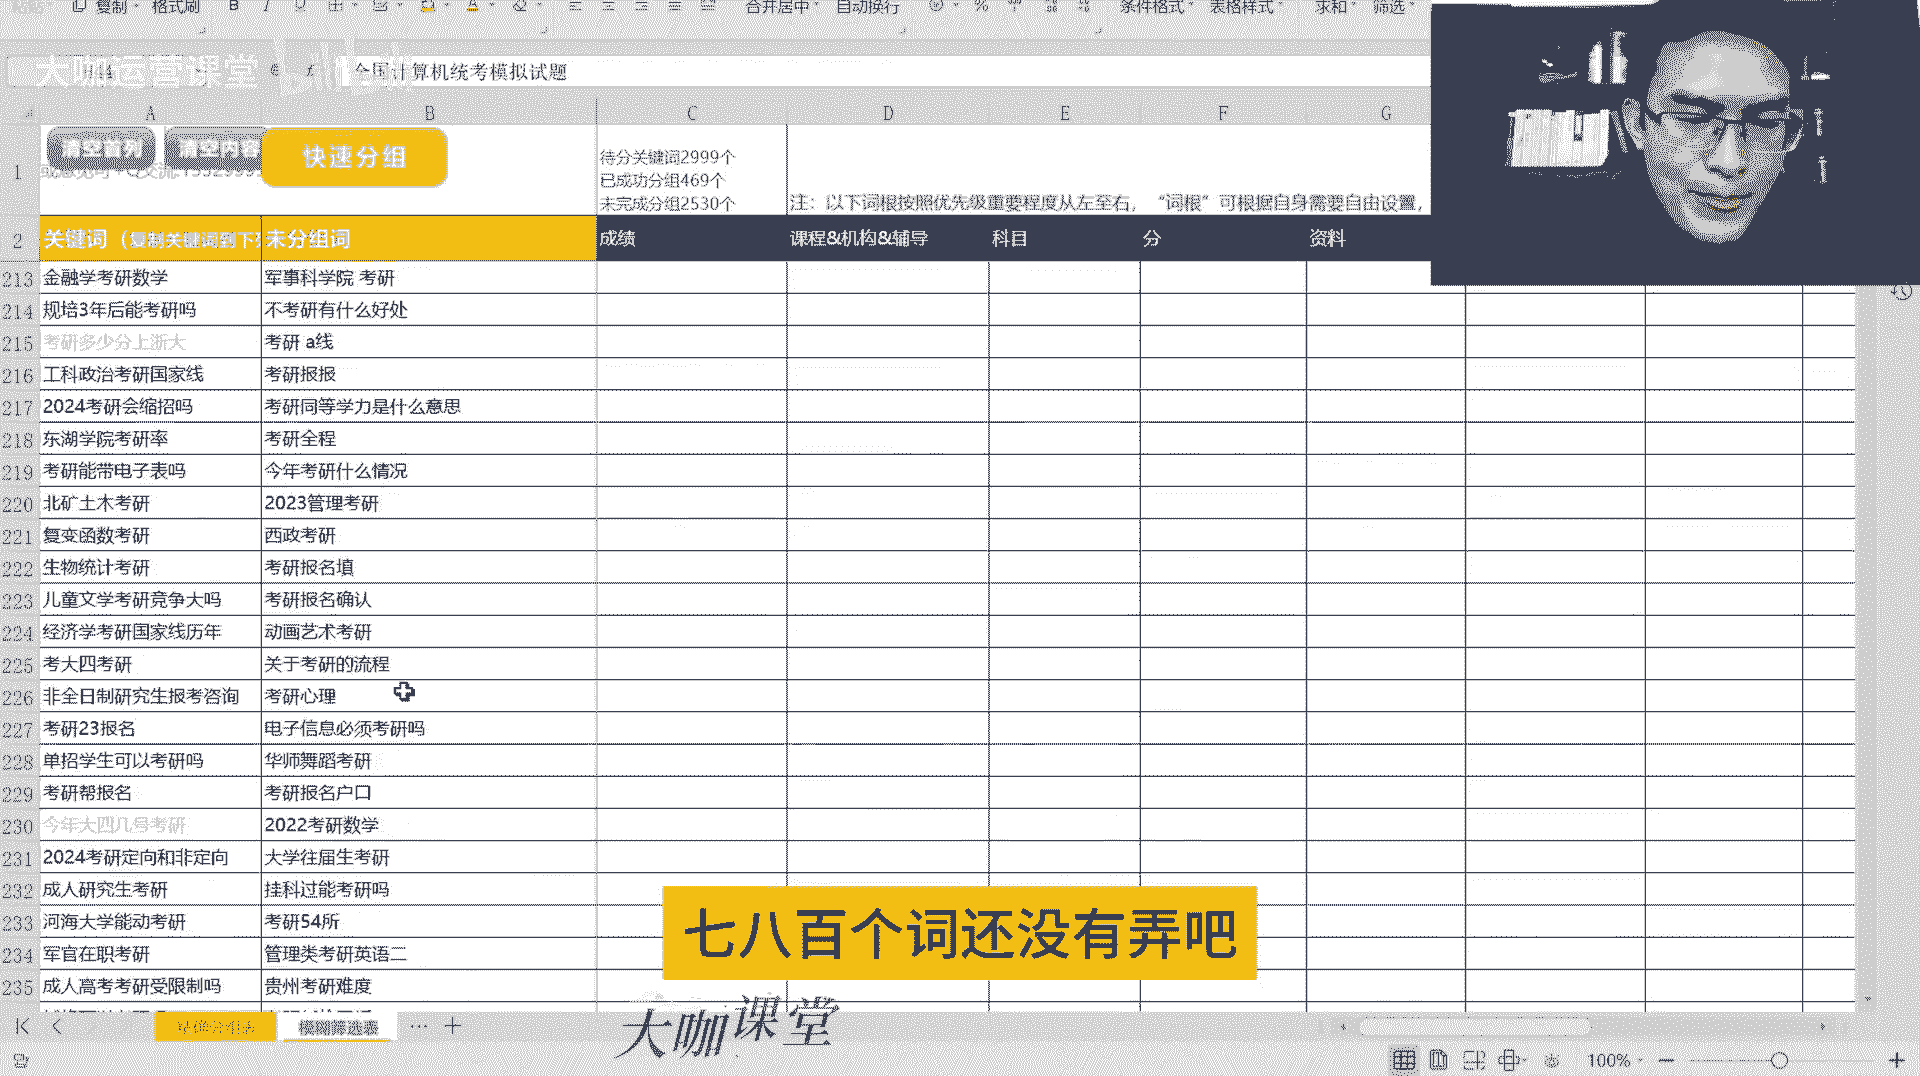 复制 格式刷 B I U 合并居中 自动换行 % 条件格式 表格样式 求和 筛选
大咖运营课堂 bilibili
全国计算机统考模拟试题
A B C D E F G
清空首列 清空内容 快速分组
待分关键词2999个
已成功分组469个
未完成分组2530个
注：以下词根按照优先级重要程度从左至右，“词根”可根据自身需要自由设置，
1
2 关键词（复制关键词到下列 未分组词 成绩 课程&机构&辅导 科目 分 资料
213 金融学考研数学 军事科学院 考研
214 规培3年后能考研吗 不考研有什么好处
215 考研多少分上浙大 考研 a线
216 工科政治考研国家线 考研报报
217 2024考研会缩招吗 考研同等学力是什么意思
218 东湖学院考研率 考研全程
219 考研能带电子表吗 今年考研什么情况
220 北矿土木考研 2023管理考研
221 复变函数考研 西政考研
222 生物统计考研 考研报名填
223 儿童文学考研竞争大吗 考研报名确认
224 经济学考研国家线历年 动画艺术考研
225 考大四考研 关于考研的流程
226 非全日制研究生报考咨询 考研心理
227 考研23报名 电子信息必须考研吗
228 单招学生可以考研吗 华师舞蹈考研
229 考研帮报名 考研报名户口
230 今年大四几号考研 2022考研数学
231 2024考研定向和非定向 大学往届生考研
232 成人研究生考研 挂科过能考研吗
233 河海大学能动考研 考研54所
234 军官在职考研 管理类考研英语二
235 成人高考考研受限制吗 贵州考研难度
七八百个词还没有弄吧
模糊筛选表
大咖课堂
100%